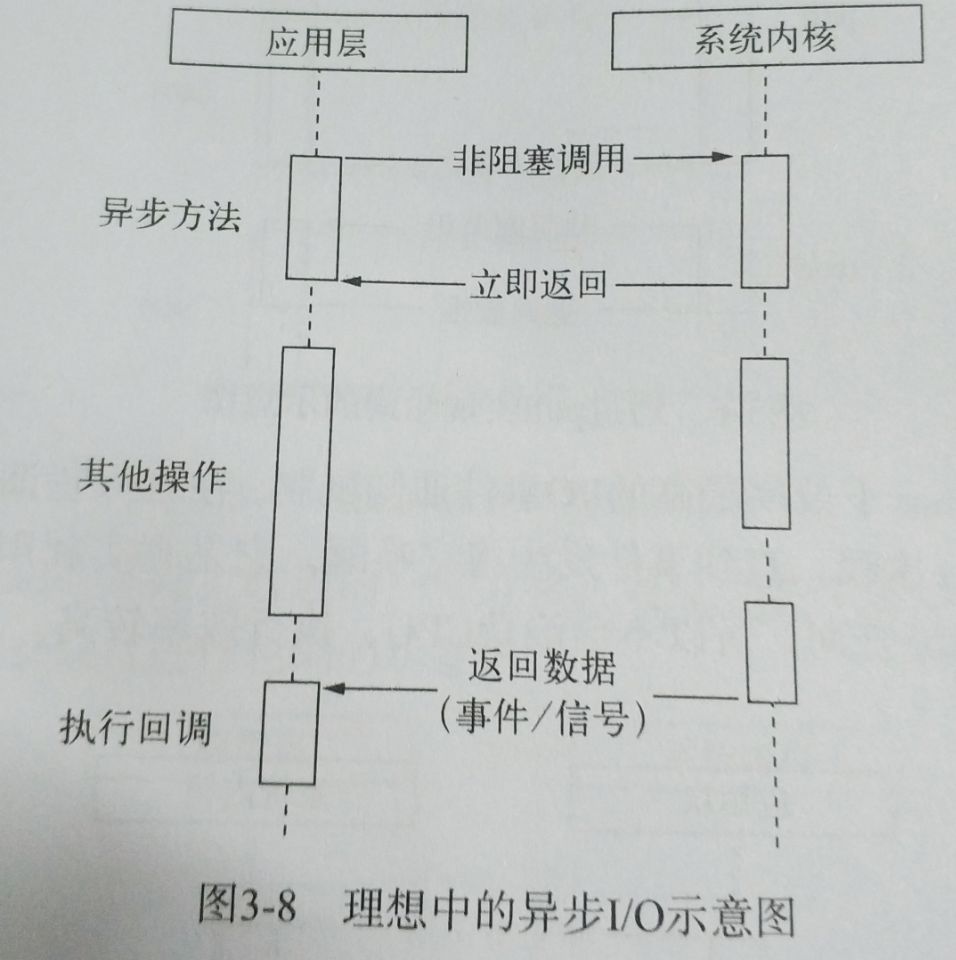 应用层 系统内核
非阻塞调用
异步方法
立即返回
其他操作
返回数据
(事件/信号)
执行回调
图3-8 理想中的异步I/O示意图